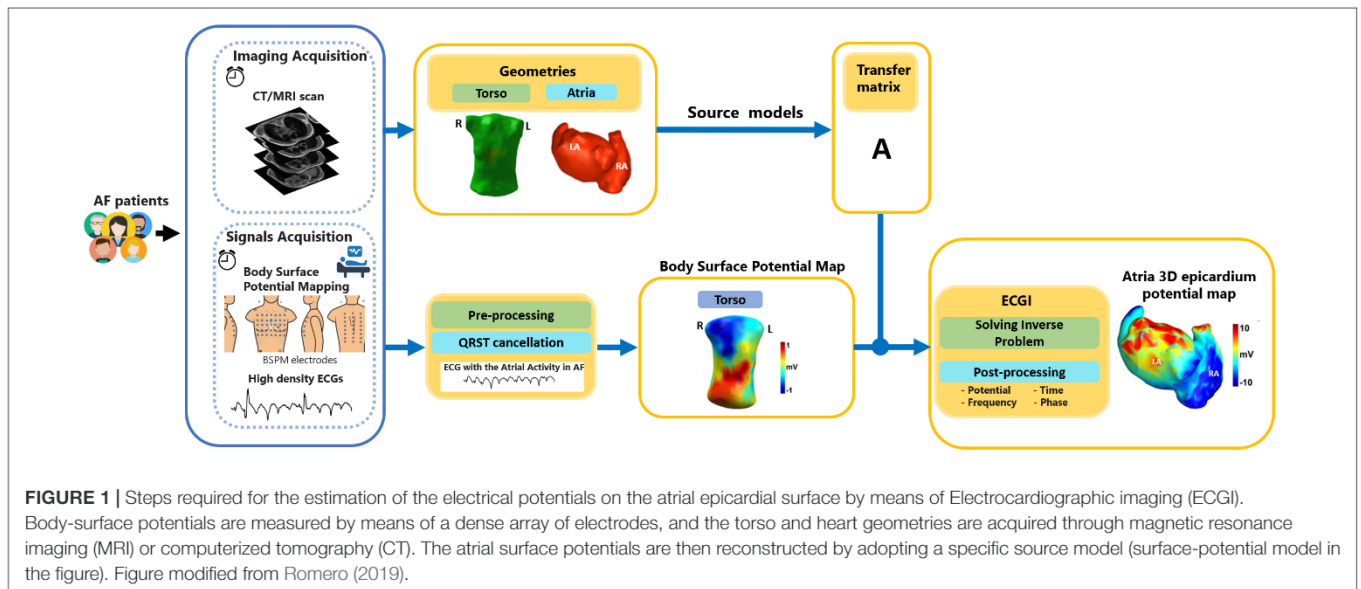 AF patients
Imaging Acquisition
CT/MRI scan
Signals Acquisition
Body Surface
Potential Mapping
BSPM electrodes
High density ECGs
Geometries
Torso
Atria
R
L
LA
RA
Source models
Transfer
matrix
A
Pre-processing
QRST cancellation
ECG with the Atrial Activity in AF
Body Surface Potential Map
Torso
R
L
1
mV
-1
ECGI
Solving Inverse
Problem
Post-processing
- Potential - Time
- Frequency - Phase
Atria 3D epicardium
potential map
LA
RA
10
mV
-10
FIGURE 1 | Steps required for the estimation of the electrical potentials on the atrial epicardial surface by means of Electrocardiographic imaging (ECGI).
Body-surface potentials are measured by means of a dense array of electrodes, and the torso and heart geometries are acquired through magnetic resonance
imaging (MRI) or computerized tomography (CT). The atrial surface potentials are then reconstructed by adopting a specific source model (surface-potential model in
the figure). Figure modified from Romero (2019).